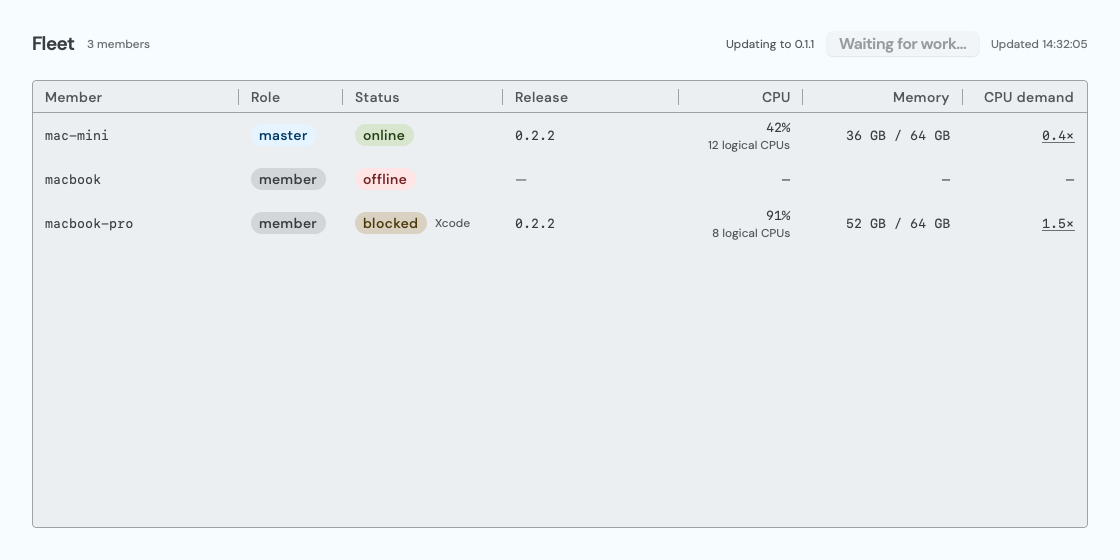 Fleet 3 members Updating to 0.1.1 Waiting for work... Updated 14:32:05
Member Role Status Release CPU Memory CPU demand
mac-mini master online 0.2.2 42% 36 GB / 64 GB 0.4×
12 logical CPUs
macbook member offline — — — —
macbook-pro member blocked Xcode 0.2.2 91% 52 GB / 64 GB 1.5×
8 logical CPUs